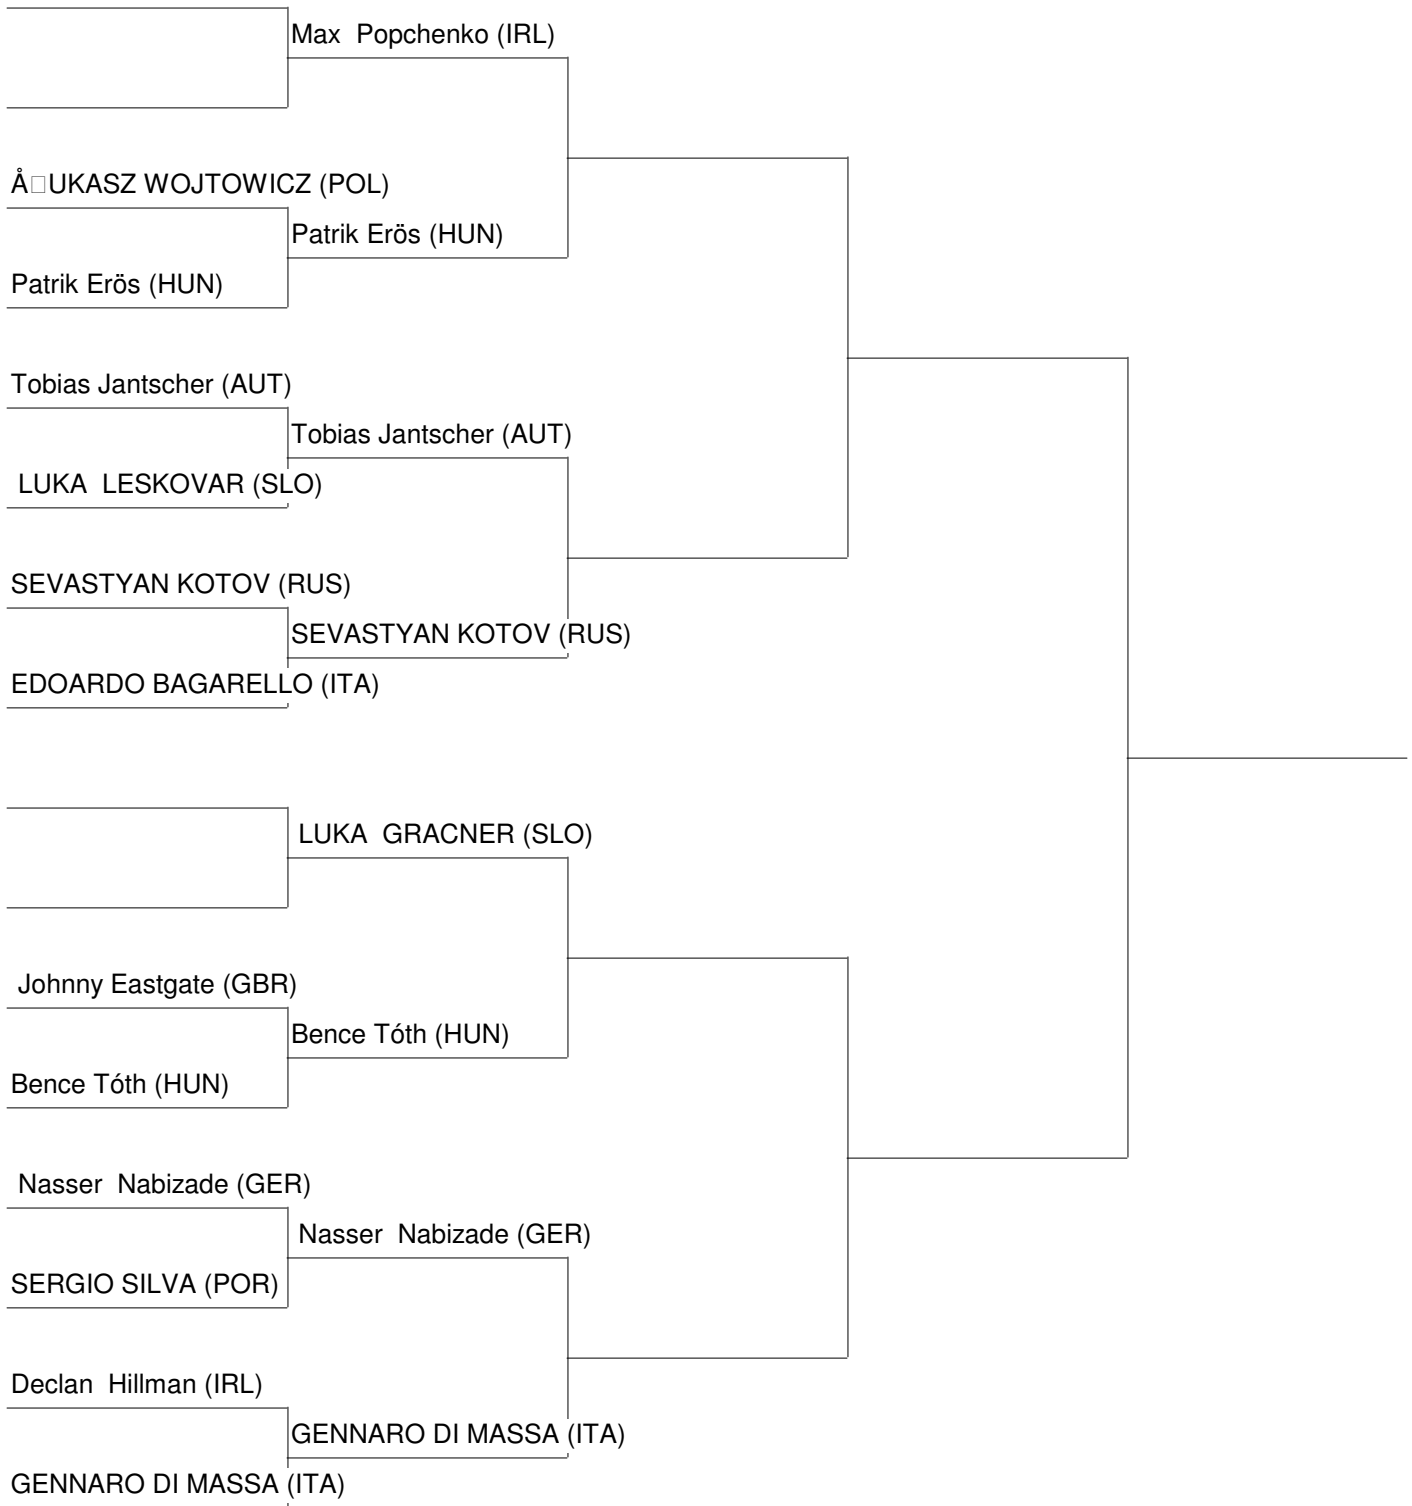 Max Popchenko (IRL)
Å□UKASZ WOJTOWICZ (POL)
Patrik Erös (HUN)
Patrik Erös (HUN)
Tobias Jantscher (AUT)
Tobias Jantscher (AUT)
LUKA LESKOVAR (SLO)
SEVASTYAN KOTOV (RUS)
SEVASTYAN KOTOV (RUS)
EDOARDO BAGARELLO (ITA)
LUKA GRACNER (SLO)
Johnny Eastgate (GBR)
Bence Tóth (HUN)
Bence Tóth (HUN)
Nasser Nabizade (GER)
Nasser Nabizade (GER)
SERGIO SILVA (POR)
Declan Hillman (IRL)
GENNARO DI MASSA (ITA)
GENNARO DI MASSA (ITA)